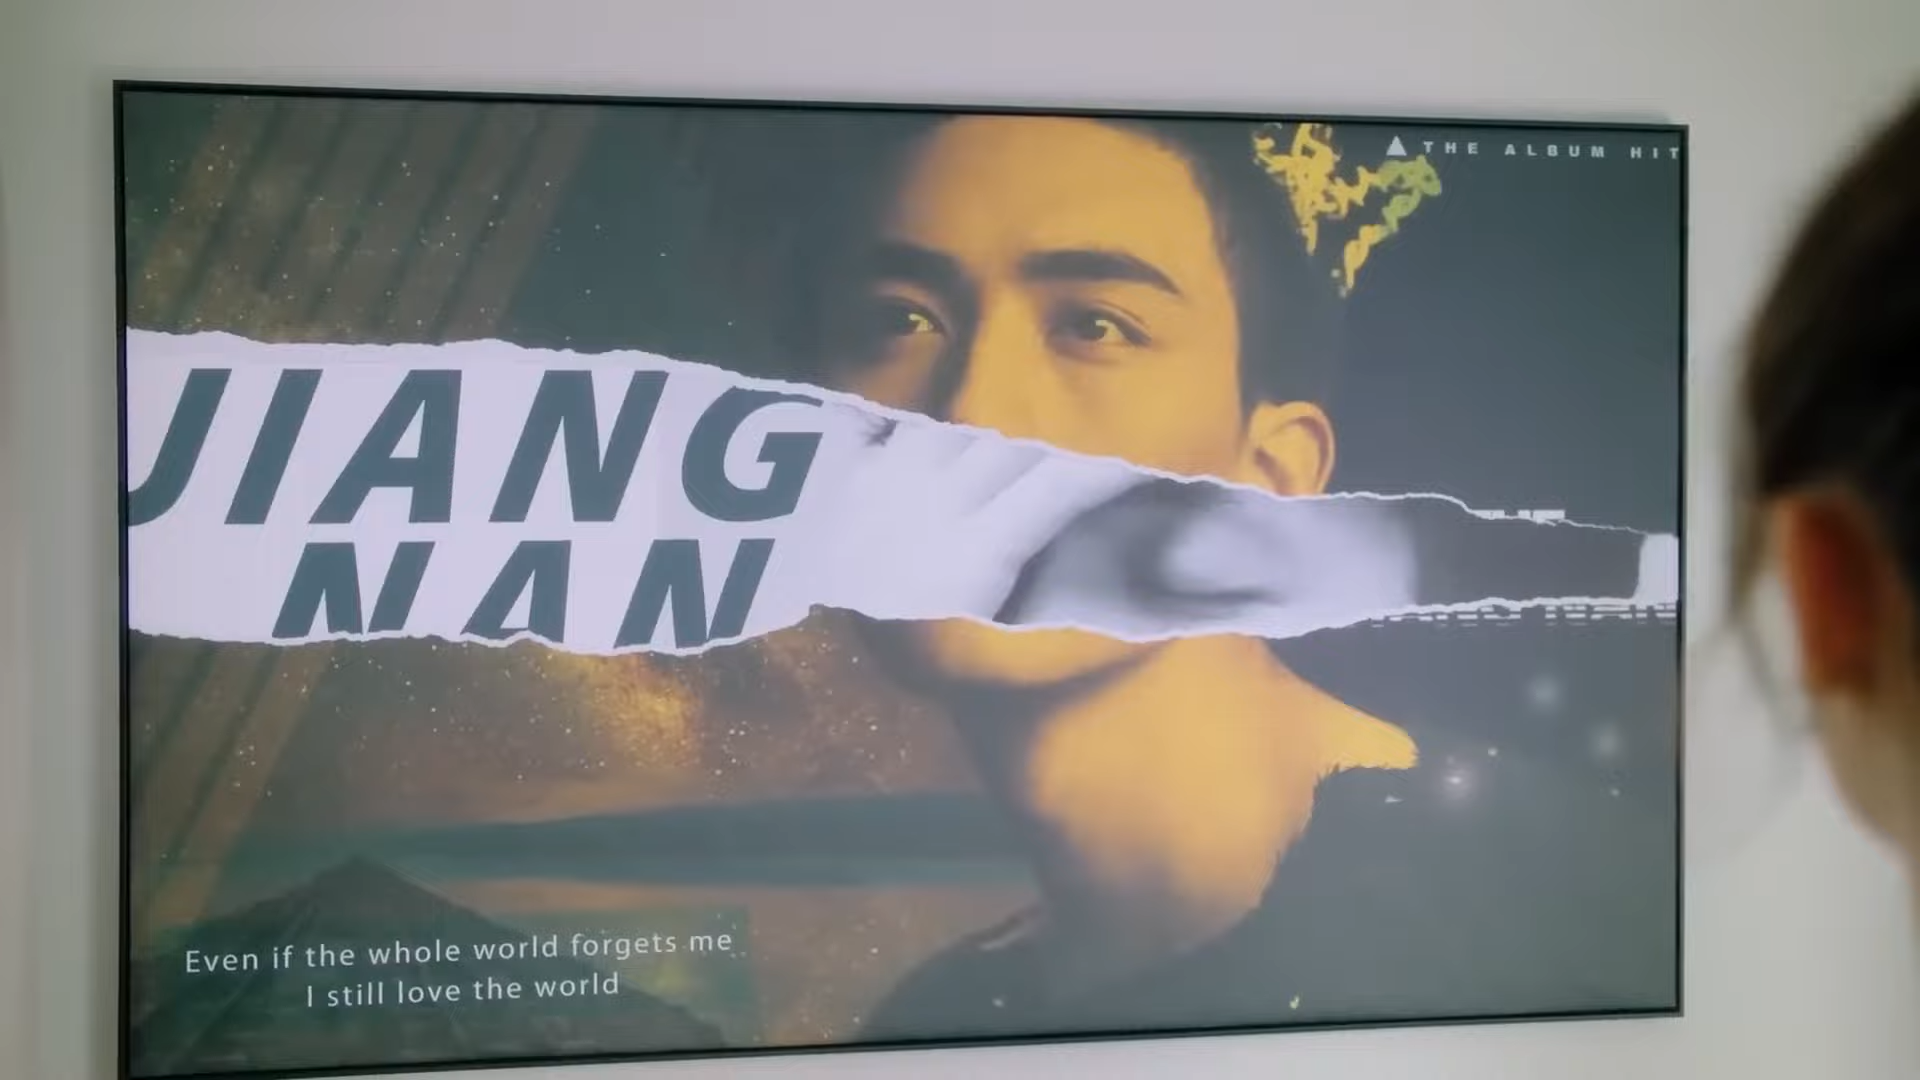 THE ALBUM HIT
JIANG
NAN
Even if the whole world forgets me
I still love the world